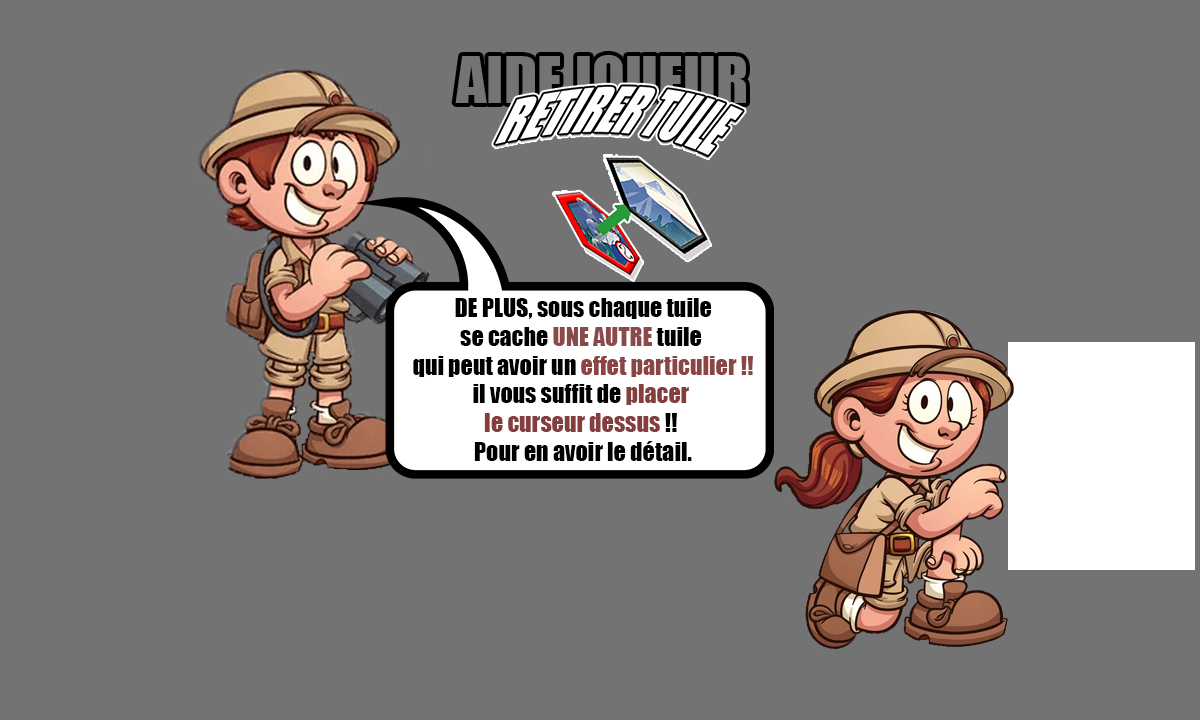 AIDE JOUEUR
RETIRER TUILE
DE PLUS, sous chaque tuile
se cache UNE AUTRE tuile
qui peut avoir un effet particulier !!
il vous suffit de placer
le curseur dessus !!
Pour en avoir le détail.